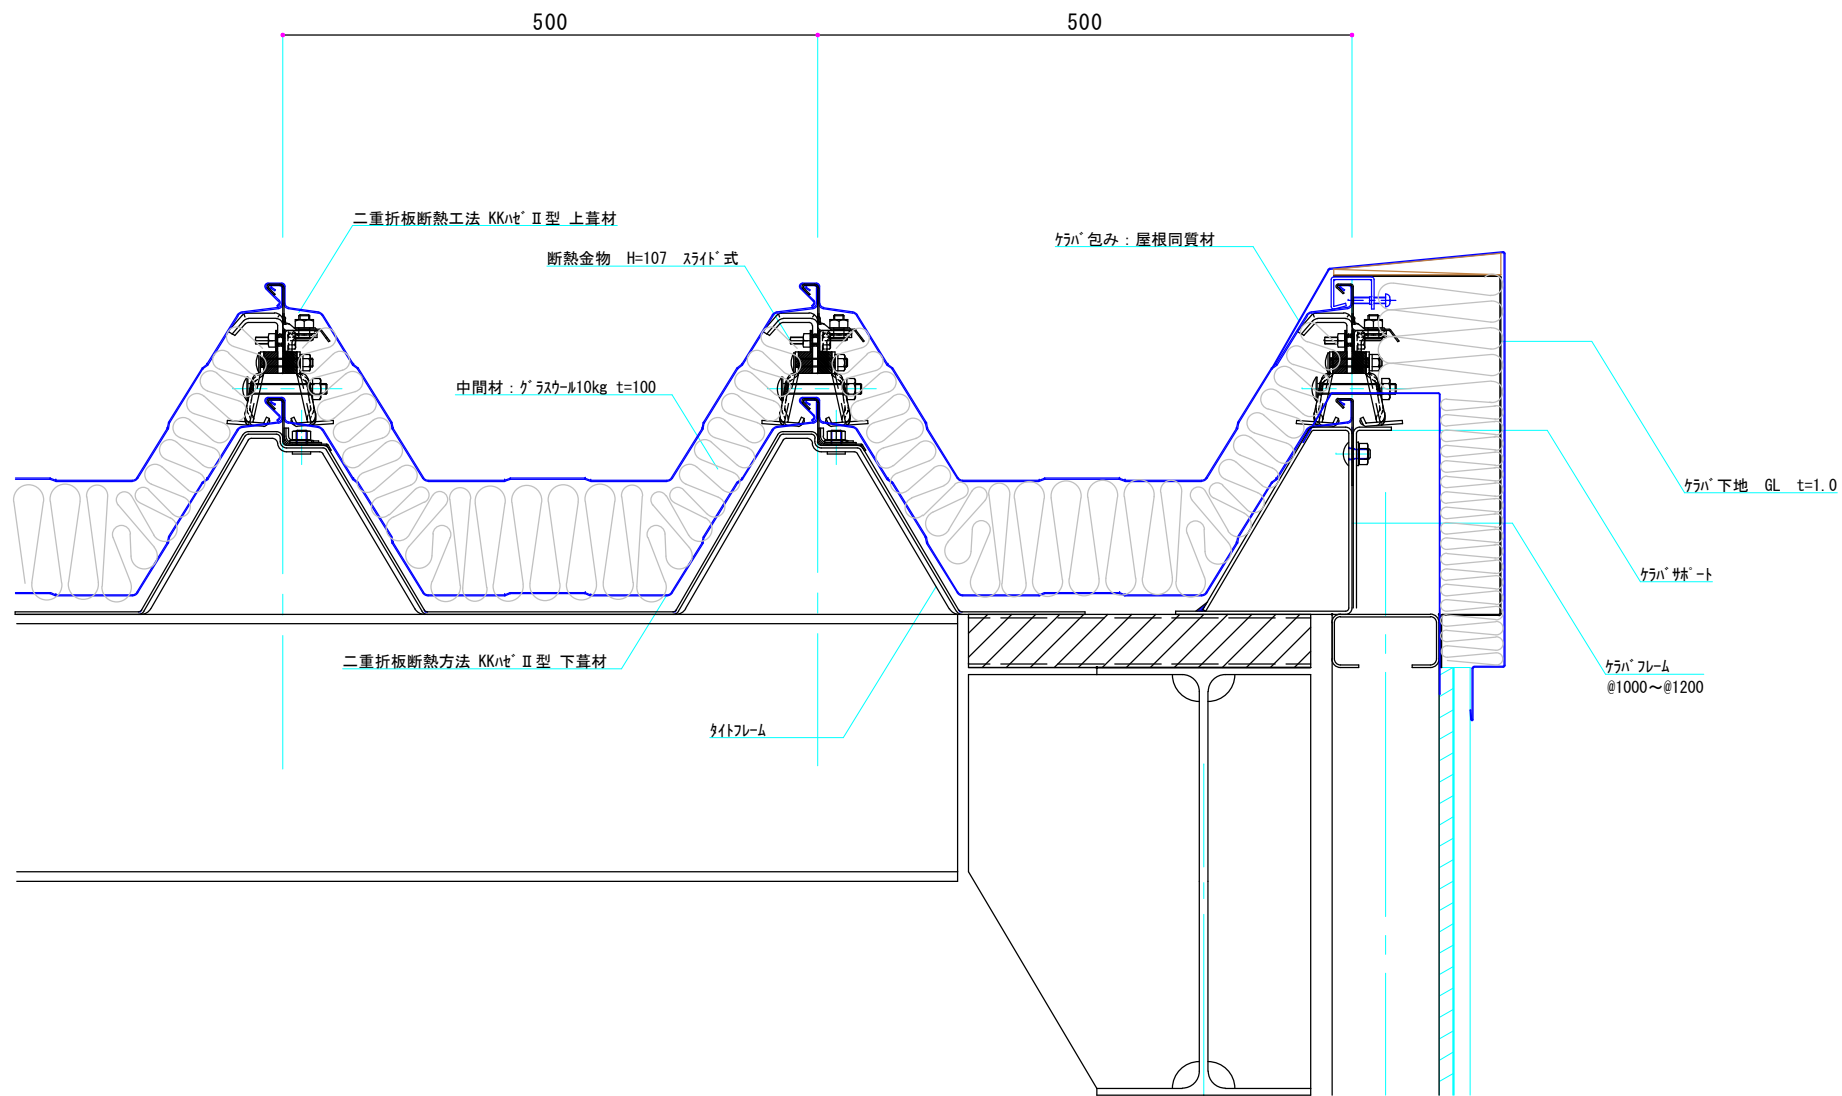 500
500
二重折板断熱工法 KKﾊｾﾞⅡ型 上葺材
ｹﾗﾊﾞ包み：屋根同質材
断熱金物　H=107　ｽﾗｲﾄﾞ式
中間材：ｸﾞﾗｽｳｰﾙ10kg t=100
ｹﾗﾊﾞ下地　GL　t=1.0
ｹﾗﾊﾞｻﾎﾟｰﾄ
二重折板断熱方法 KKﾊｾﾞⅡ型 下葺材
ｹﾗﾊﾞﾌﾚｰﾑ
@1000～@1200
ﾀｲﾄﾌﾚｰﾑ